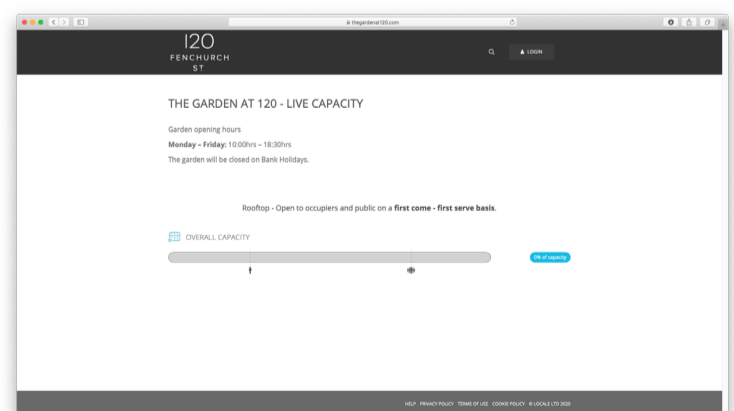 thegardenat120.com
120
FENCHURCH
ST
LOGIN
THE GARDEN AT 120 - LIVE CAPACITY
Garden opening hours
Monday – Friday: 10:00hrs – 18:30hrs
The garden will be closed on Bank Holidays.
Rooftop - Open to occupiers and public on a first come - first serve basis.
OVERALL CAPACITY
0% of capacity
HELP PRIVACY POLICY TERMS OF USE COOKIE POLICY © LOCALE LTD 2020